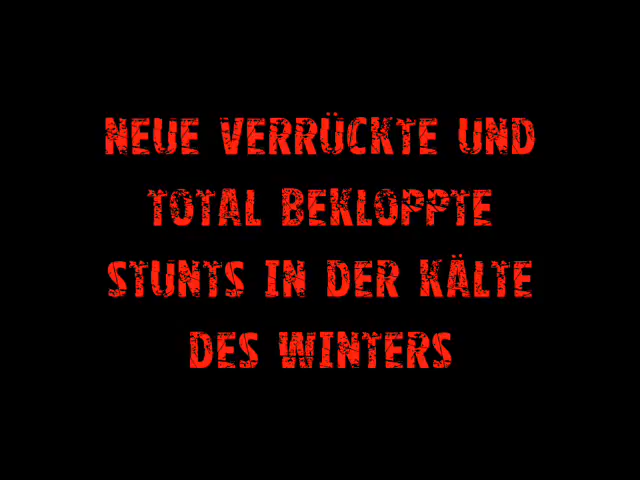 NEUE VERRÜCKTE UND
TOTAL BEKLOPPTE
STUNTS IN DER KÄLTE
DES WINTERS